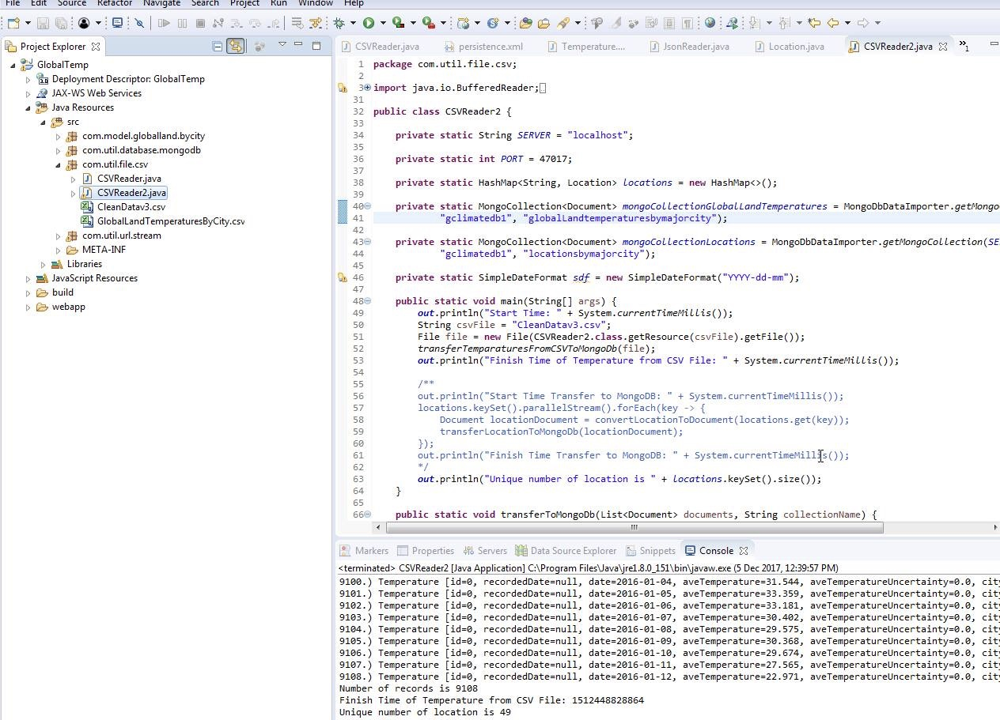 File Edit Source Refactor Navigate Search Project Run Window Help
Project Explorer
GlobalTemp
Deployment Descriptor: GlobalTemp
JAX-WS Web Services
Java Resources
src
com.model.globalland.bycity
com.util.database.mongodb
com.util.file.csv
CSVReader.java
CSVReader2.java
CleanDatav3.csv
GlobalLandTemperaturesByCity.csv
com.util.url.stream
META-INF
Libraries
JavaScript Resources
build
webapp
CSVReader.java persistence.xml Temperature.... JsonReader.java Location.java CSVReader2.java »1
1 package com.util.file.csv;
2
3 import java.io.BufferedReader;
31
32 public class CSVReader2 {
33
34 private static String SERVER = "localhost";
35
36 private static int PORT = 47017;
37
38 private static HashMap<String, Location> locations = new HashMap<>();
39
40 private static MongoCollection<Document> mongoCollectionGlobalLandTemperatures = MongoDbDataImporter.getMongo
41 "gclimatedb1", "globalLandtemperaturesbymajorcity");
42
43 private static MongoCollection<Document> mongoCollectionLocations = MongoDbDataImporter.getMongoCollection(SE
44 "gclimatedb1", "locationsbymajorcity");
45
46 private static SimpleDateFormat sdf = new SimpleDateFormat("YYYY-dd-mm");
47
48 public static void main(String[] args) {
49 out.println("Start Time: " + System.currentTimeMillis());
50 String csvFile = "CleanDatav3.csv";
51 File file = new File(CSVReader2.class.getResource(csvFile).getFile());
52 transferTemparaturesFromCSVToMongoDb(file);
53 out.println("Finish Time of Temperature from CSV File: " + System.currentTimeMillis());
54
55 /**
56 out.println("Start Time Transfer to MongoDB: " + System.currentTimeMillis());
57 locations.keySet().parallelStream().forEach(key -> {
58 Document locationDocument = convertLocationToDocument(locations.get(key));
59 transferLocationToMongoDb(locationDocument);
60 });
61 out.println("Finish Time Transfer to MongoDB: " + System.currentTimeMillis());
62 */
63 out.println("Unique number of location is " + locations.keySet().size());
64 }
65
66 public static void transferToMongoDb(List<Document> documents, String collectionName) {
Markers Properties Servers Data Source Explorer Snippets Console
<terminated> CSVReader2 [Java Application] C:\Program Files\Java\jre1.8.0_151\bin\javaw.exe (5 Dec 2017, 12:39:57 PM)
9100.) Temperature [id=0, recordedDate=null, date=2016-01-04, aveTemperature=31.544, aveTemperatureUncertainty=0.0, city
9101.) Temperature [id=0, recordedDate=null, date=2016-01-05, aveTemperature=33.359, aveTemperatureUncertainty=0.0, city
9102.) Temperature [id=0, recordedDate=null, date=2016-01-06, aveTemperature=33.181, aveTemperatureUncertainty=0.0, city
9103.) Temperature [id=0, recordedDate=null, date=2016-01-07, aveTemperature=30.402, aveTemperatureUncertainty=0.0, city
9104.) Temperature [id=0, recordedDate=null, date=2016-01-08, aveTemperature=29.575, aveTemperatureUncertainty=0.0, city
9105.) Temperature [id=0, recordedDate=null, date=2016-01-09, aveTemperature=30.368, aveTemperatureUncertainty=0.0, city
9106.) Temperature [id=0, recordedDate=null, date=2016-01-10, aveTemperature=29.674, aveTemperatureUncertainty=0.0, city
9107.) Temperature [id=0, recordedDate=null, date=2016-01-11, aveTemperature=27.565, aveTemperatureUncertainty=0.0, city
9108.) Temperature [id=0, recordedDate=null, date=2016-01-12, aveTemperature=22.971, aveTemperatureUncertainty=0.0, city
Number of records is 9108
Finish Time of Temperature from CSV File: 1512448828864
Unique number of location is 49